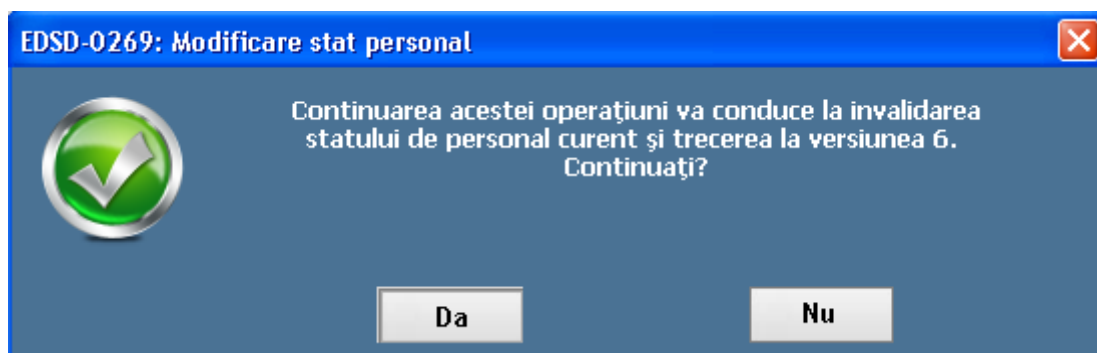 EDSD-0269: Modificare stat personal
Continuarea acestei operaţiuni va conduce la invalidarea
statului de personal curent şi trecerea la versiunea 6.
Continuaţi?
Da
Nu